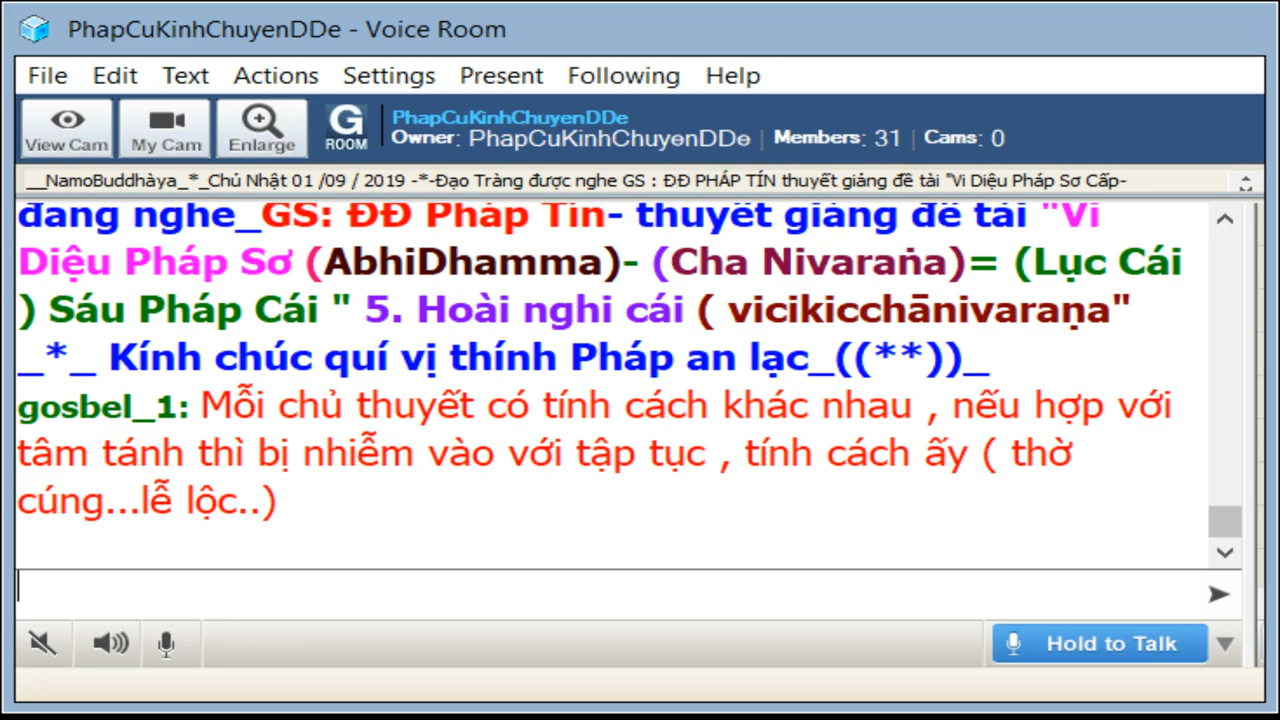 PhapCuKinhChuyenDDe - Voice Room
File Edit Text Actions Settings Present Following Help
View Cam My Cam Enlarge G ROOM
PhapCuKinhChuyenDDe
Owner: PhapCuKinhChuyenDDe | Members: 31 | Cams: 0
__NamoBuddhàya_*_Chủ Nhật 01 /09 / 2019 -*-Đạo Tràng được nghe GS : ĐĐ PHÁP TÍN thuyết giảng đề tài "Vi Diệu Pháp Sơ Cấp-
đang nghe_GS: ĐĐ Pháp Tín- thuyết giảng đề tài "Vi
Diệu Pháp Sơ (AbhiDhamma)- (Cha Nivaraṅa)= (Lục Cái
) Sáu Pháp Cái " 5. Hoài nghi cái ( vicikicchānivaraṇa"
_*_ Kính chúc quí vị thính Pháp an lạc_((**))_
gosbel_1: Mỗi chủ thuyết có tính cách khác nhau , nếu hợp với
tâm tánh thì bị nhiễm vào với tập tục , tính cách ấy ( thờ
cúng...lễ lộc..)
Hold to Talk